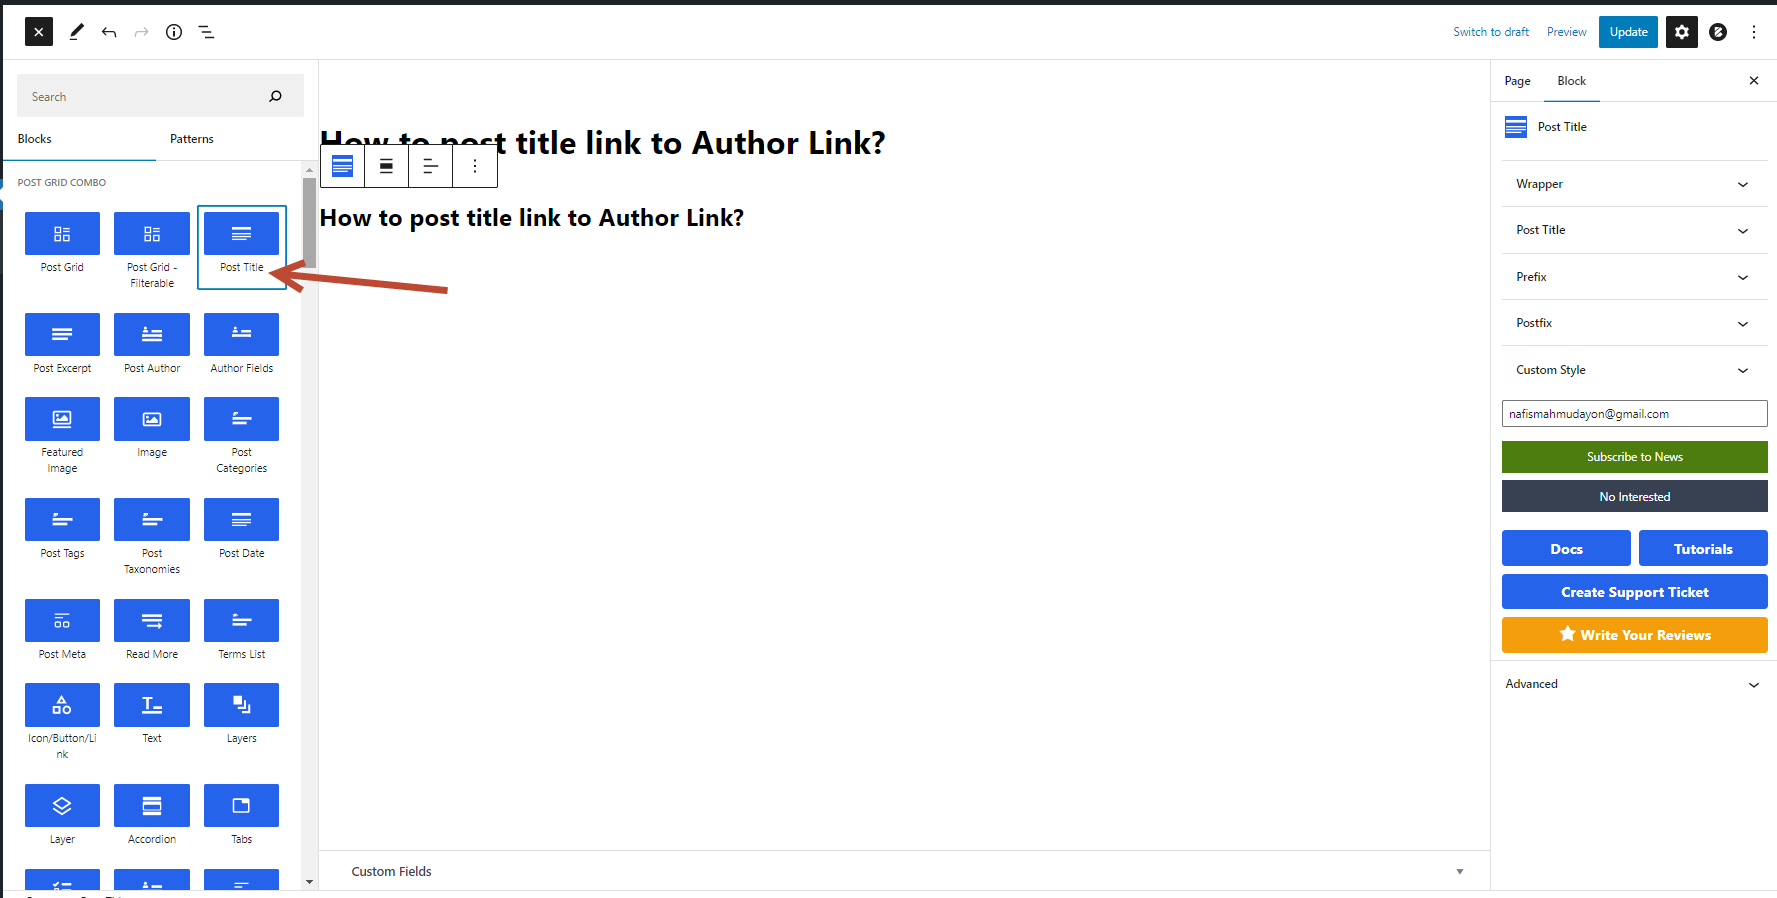 Switch to draft
Preview
Update
Search
Blocks
Patterns
POST GRID COMBO
Post Grid
Post Grid -
Filterable
Post Title
Post Excerpt
Post Author
Author Fields
Featured
Image
Image
Post
Categories
Post Tags
Post
Taxonomies
Post Date
Post Meta
Read More
Terms List
Icon/Button/Li
nk
Text
Layers
Layer
Accordion
Tabs
How to post title link to Author Link?
How to post title link to Author Link?
Custom Fields
Page
Block
Post Title
Wrapper
Post Title
Prefix
Postfix
Custom Style
nafismahmudayon@gmail.com
Subscribe to News
No Interested
Docs
Tutorials
Create Support Ticket
Write Your Reviews
Advanced